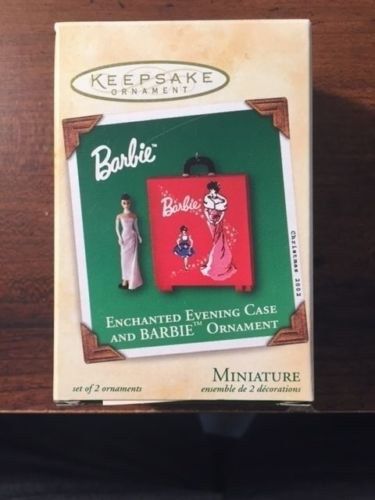 KEEPSAKE
ORNAMENT
Barbie™
Barbie
Christmas 2002
ENCHANTED EVENING CASE
AND BARBIE™ ORNAMENT
MINIATURE
set of 2 ornaments
ensemble de 2 décorations